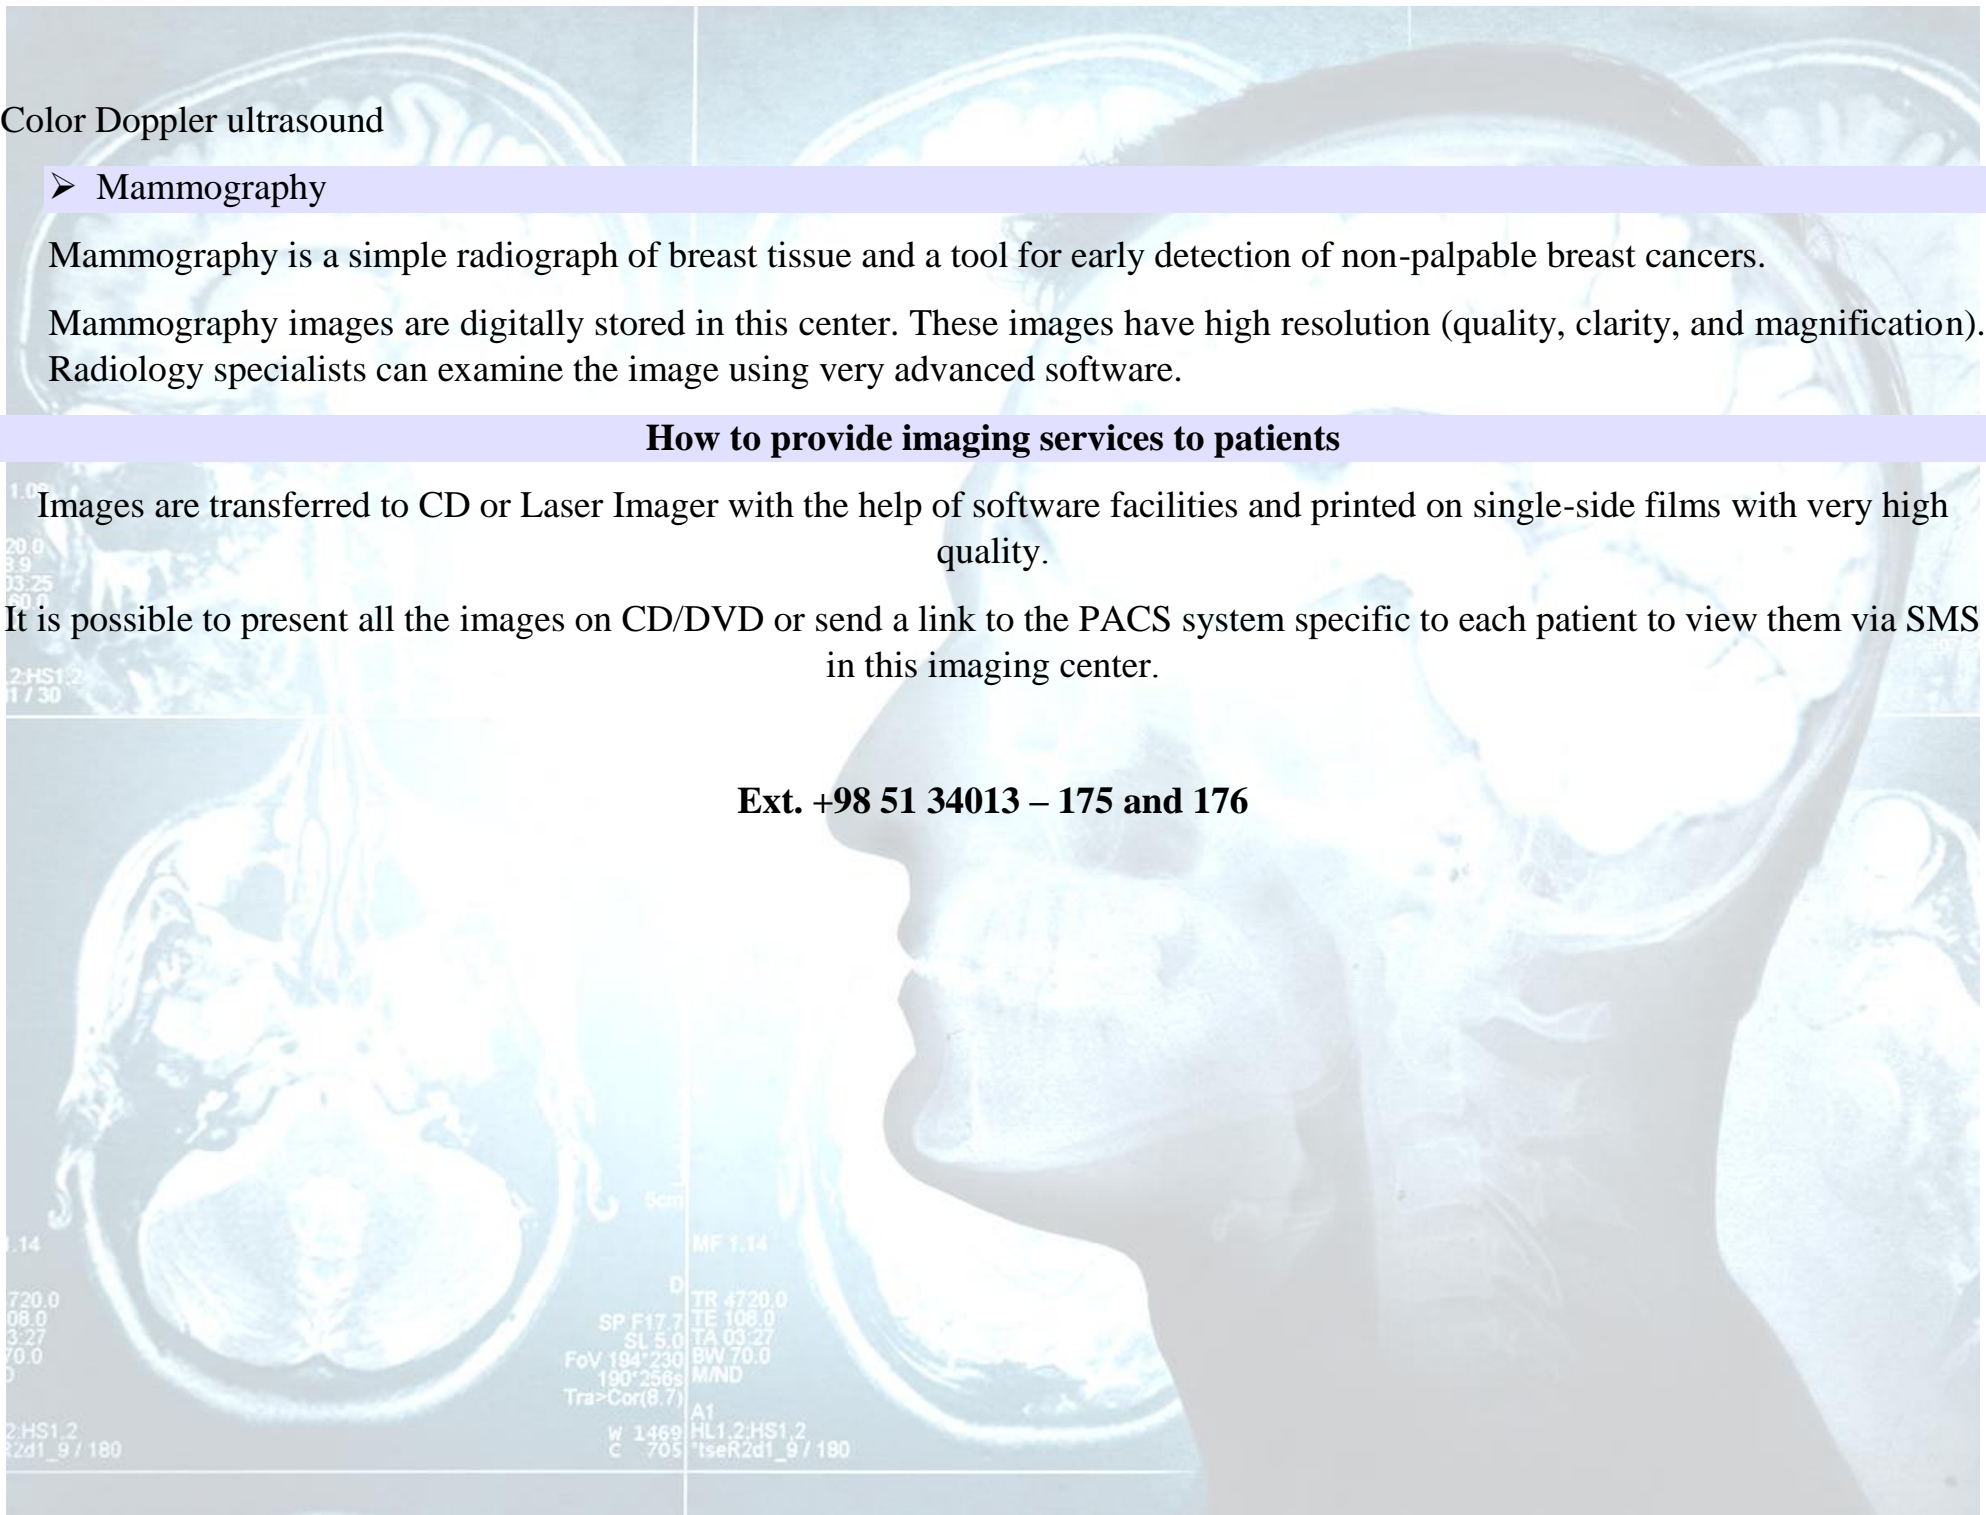 Color Doppler ultrasound
➢ Mammography
Mammography is a simple radiograph of breast tissue and a tool for early detection of non-palpable breast cancers.
Mammography images are digitally stored in this center. These images have high resolution (quality, clarity, and magnification).
Radiology specialists can examine the image using very advanced software.
How to provide imaging services to patients
Images are transferred to CD or Laser Imager with the help of software facilities and printed on single-side films with very high
quality.
It is possible to present all the images on CD/DVD or send a link to the PACS system specific to each patient to view them via SMS
in this imaging center.
Ext. +98 51 34013 – 175 and 176
20.0
03:25
60.0
2:HS1.2
1 / 30
5cm
.14
MF 1.14
D
720.0
08.0
3:27
70.0
SP F17.7
SL 5.0
FoV 194*230
190*256s
Tra>Cor(8.7)
W 1469
C 705
TR 4720.0
TE 108.0
TA 03:27
BW 70.0
M/ND
A1
HL1.2:HS1.2
*tseR2d1_9 / 180
2:HS1.2
R2d1_9 / 180